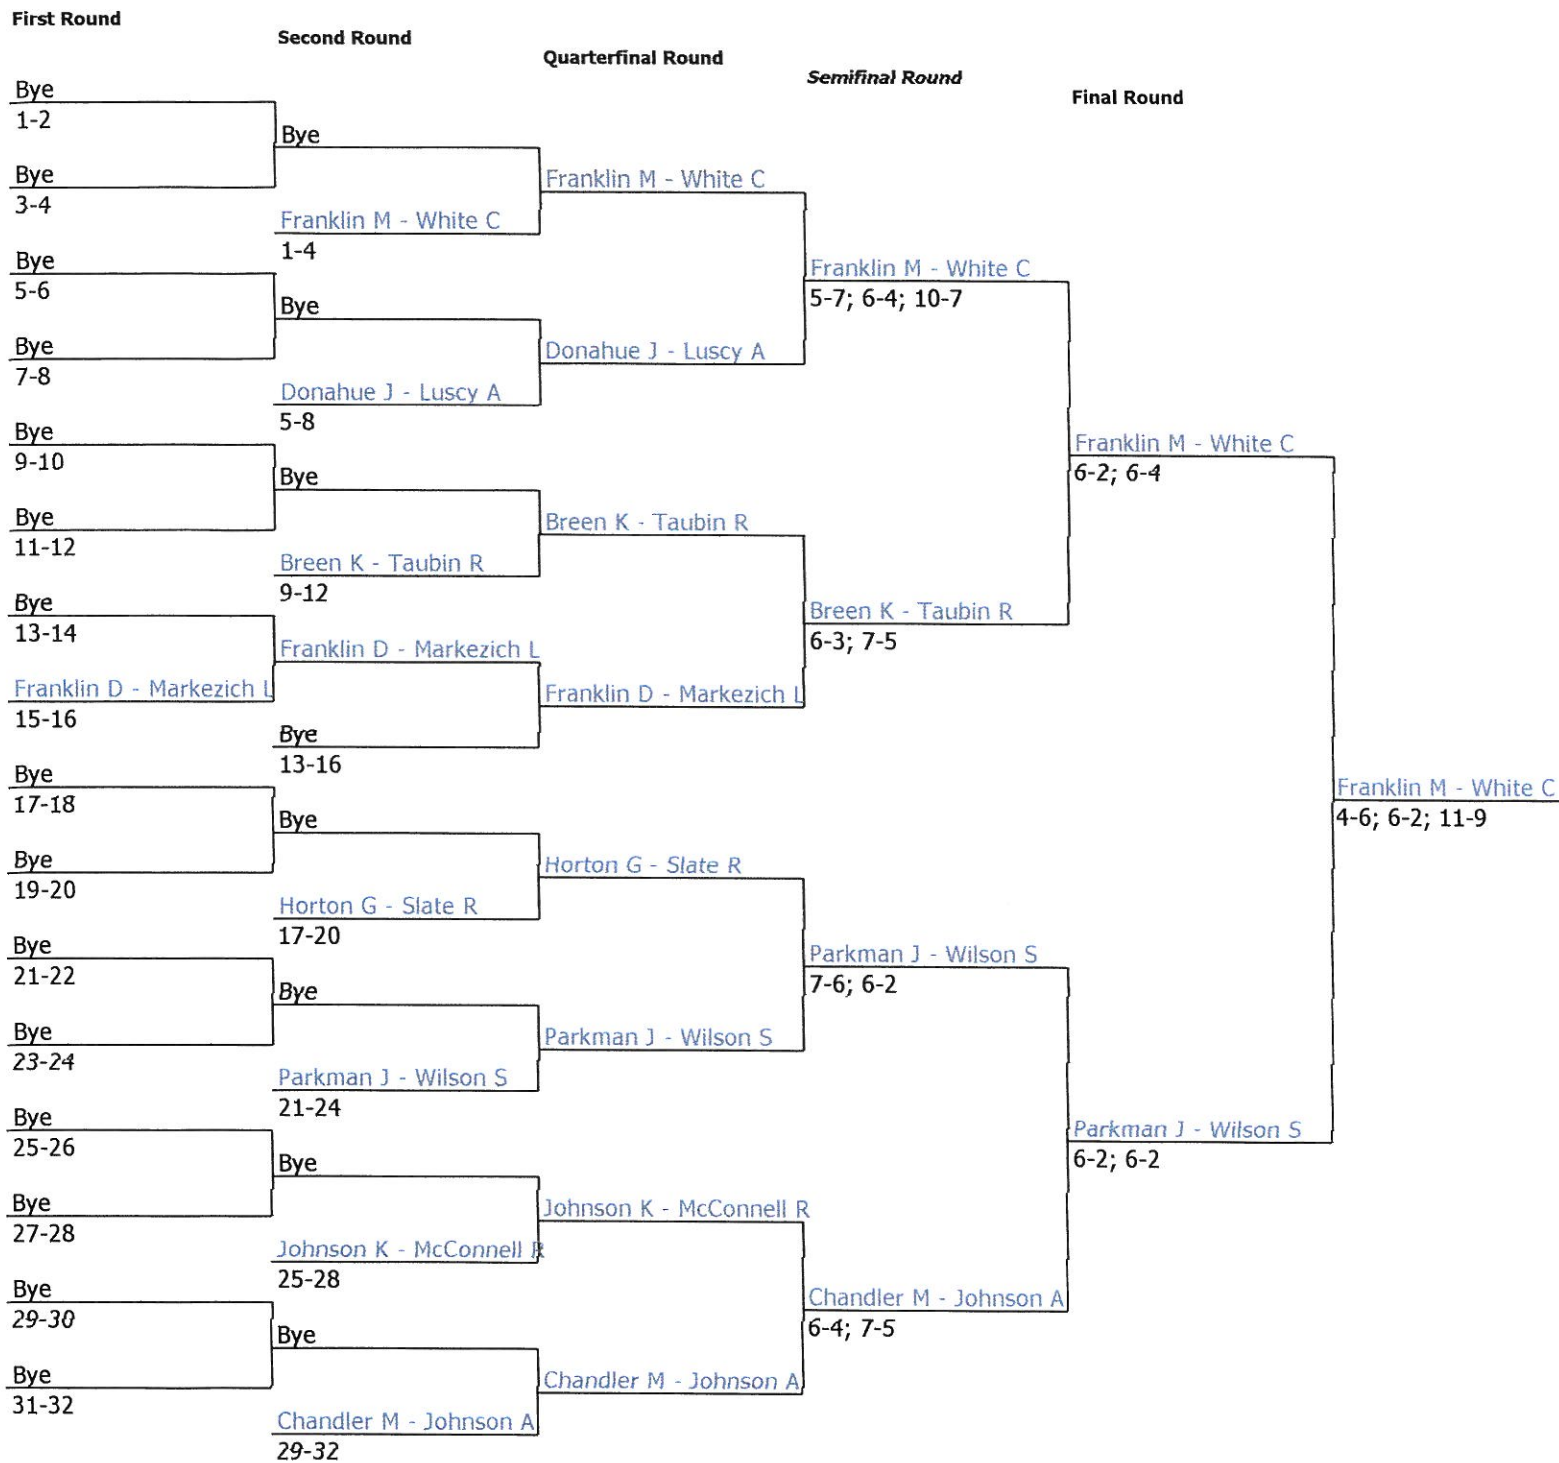 First Round
Second Round
Quarterfinal Round
Semifinal Round
Final Round
Bye
1-2
Bye
3-4
Bye
5-6
Bye
7-8
Bye
9-10
Bye
11-12
Bye
13-14
Franklin D - Markezich L
15-16
Bye
17-18
Bye
19-20
Bye
21-22
Bye
23-24
Bye
25-26
Bye
27-28
Bye
29-30
Bye
31-32
Bye
Franklin M - White C
1-4
Bye
Donahue J - Luscy A
5-8
Bye
Breen K - Taubin R
9-12
Franklin D - Markezich L
Bye
13-16
Bye
Horton G - Slate R
17-20
Bye
Parkman J - Wilson S
21-24
Bye
Johnson K - McConnell R
25-28
Bye
Chandler M - Johnson A
29-32
Franklin M - White C
Donahue J - Luscy A
Breen K - Taubin R
Franklin D - Markezich L
Horton G - Slate R
Parkman J - Wilson S
Johnson K - McConnell R
Chandler M - Johnson A
Franklin M - White C
5-7; 6-4; 10-7
Breen K - Taubin R
6-3; 7-5
Parkman J - Wilson S
7-6; 6-2
Chandler M - Johnson A
6-4; 7-5
Franklin M - White C
6-2; 6-4
Parkman J - Wilson S
6-2; 6-2
Franklin M - White C
4-6; 6-2; 11-9